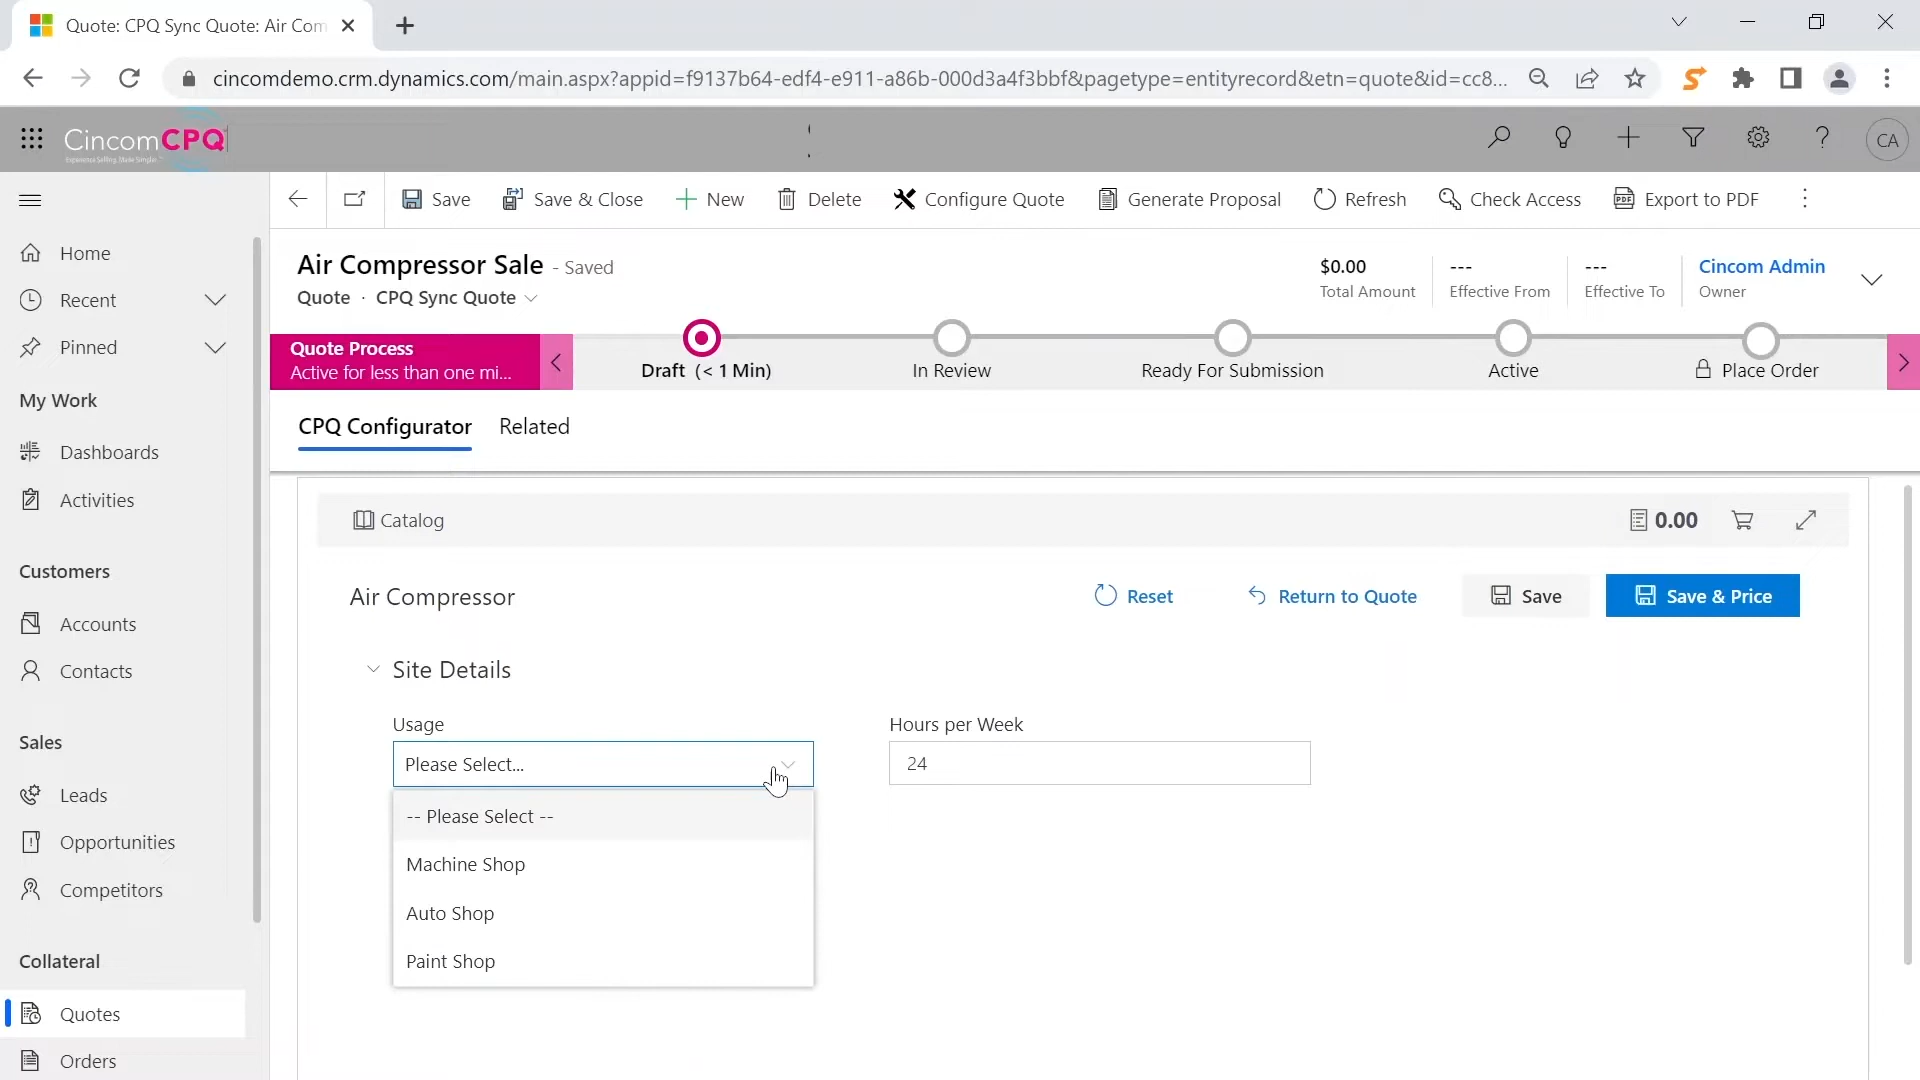 Quote: CPQ Sync Quote: Air Com
cincomdemo.crm.dynamics.com/main.aspx?appid=f9137b64-edf4-e911-a86b-000d3a4f3bbf&pagetype=entityrecord&etn=quote&id=cc8...
CincomCPQ
Experience Selling. Made Simple.
CA
Save
Save & Close
New
Delete
Configure Quote
Generate Proposal
Refresh
Check Access
Export to PDF
Home
Recent
Pinned
My Work
Dashboards
Activities
Customers
Accounts
Contacts
Sales
Leads
Opportunities
Competitors
Collateral
Quotes
Orders
Air Compressor Sale - Saved
Quote · CPQ Sync Quote
$0.00
Total Amount
---
Effective From
---
Effective To
Cincom Admin
Owner
Quote Process
Active for less than one mi...
Draft (< 1 Min)
In Review
Ready For Submission
Active
Place Order
CPQ Configurator
Related
Catalog
0.00
Air Compressor
Reset
Return to Quote
Save
Save & Price
Site Details
Usage
Please Select...
Hours per Week
24
-- Please Select --
Machine Shop
Auto Shop
Paint Shop